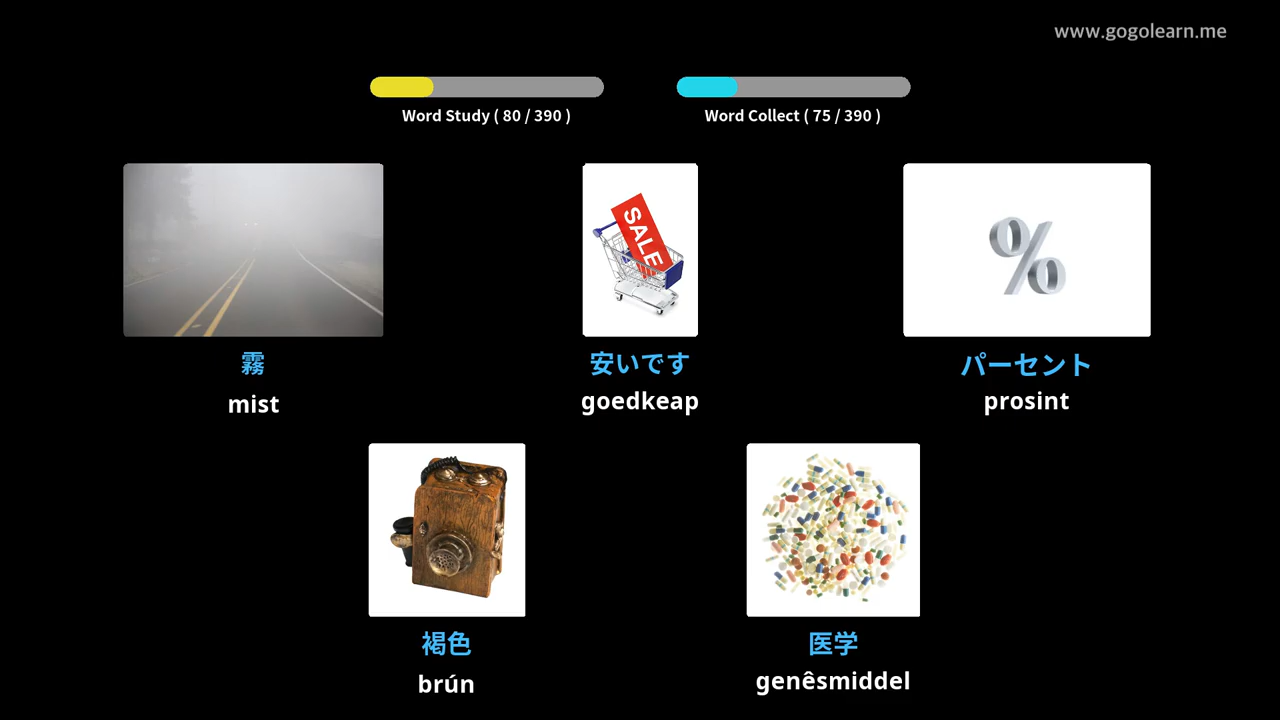 www.gogolearn.me
Word Study ( 80 / 390 )
Word Collect ( 75 / 390 )
SALE
%
霧
安いです
パーセント
mist
goedkeap
prosint
褐色
医学
brún
genêsmiddel